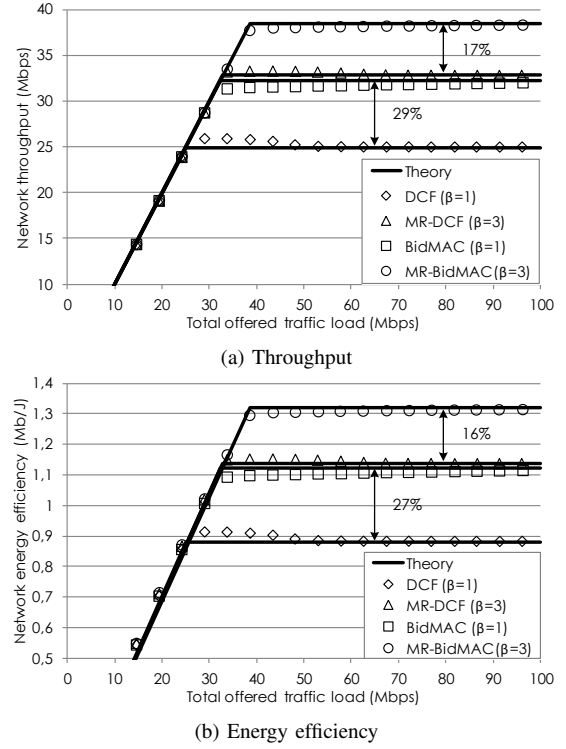 40
35
30
25
20
15
10
Network throughput (Mbps)
17%
29%
Theory
DCF (β=1)
MR-DCF (β=3)
BidMAC (β=1)
MR-BidMAC(β=3)
0 10 20 30 40 50 60 70 80 90 100
Total offered traffic load (Mbps)
(a) Throughput
1,4
1,3
1,2
1,1
1
0,9
0,8
0,7
0,6
0,5
Network energy efficiency (Mb/J)
16%
27%
Theory
DCF (β=1)
MR-DCF (β=3)
BidMAC (β=1)
MR-BidMAC(β=3)
0 10 20 30 40 50 60 70 80 90 100
Total offered traffic load (Mbps)
(b) Energy efficiency